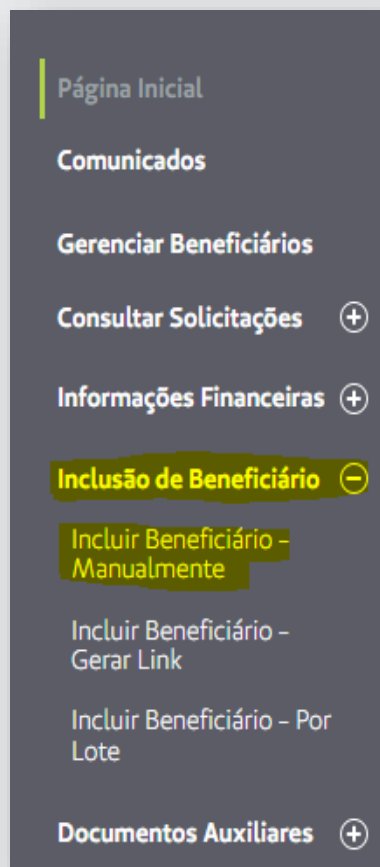 Página Inicial
Comunicados
Gerenciar Beneficiários
Consultar Solicitações
Informações Financeiras
Inclusão de Beneficiário
Incluir Beneficiário –
Manualmente
Incluir Beneficiário –
Gerar Link
Incluir Beneficiário – Por
Lote
Documentos Auxiliares